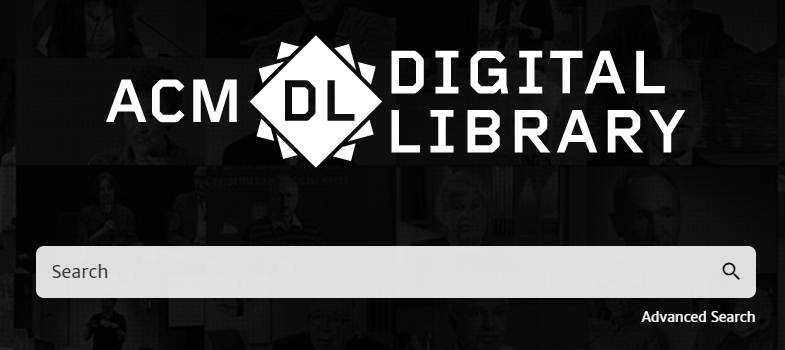 ACM DL DIGITAL
LIBRARY
Search
Advanced Search